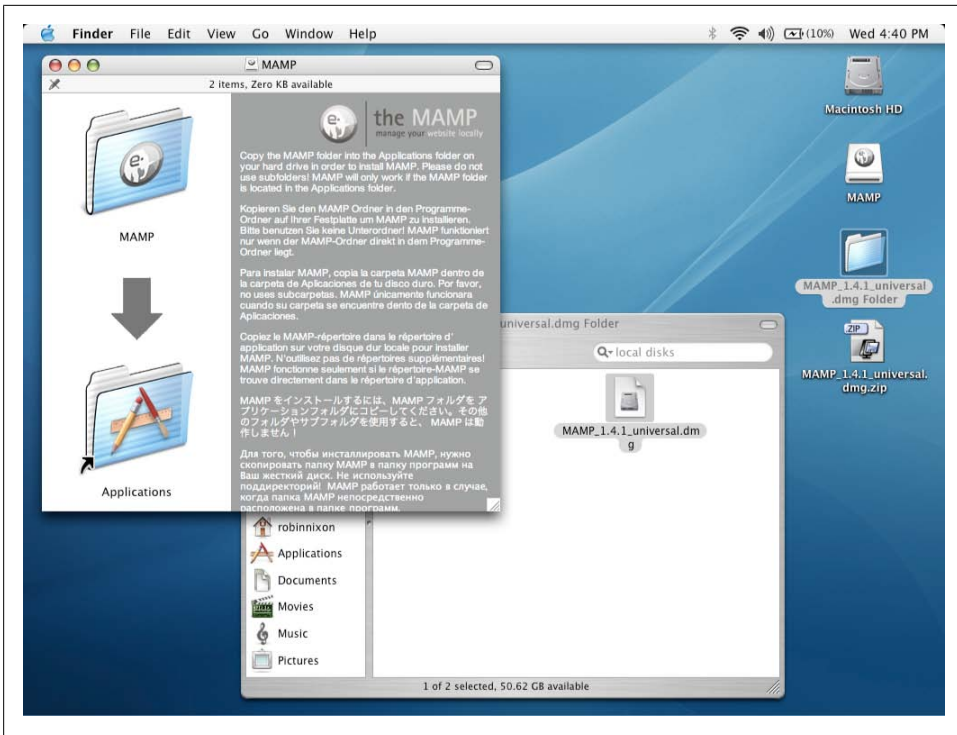 Finder File Edit View Go Window Help
(10%) Wed 4:40 PM
MAMP
2 items, Zero KB available
MAMP
Applications
e·
the MAMP
manage your website locally
Copy the MAMP folder into the Applications folder on
your hard drive in order to install MAMP. Please do not
use subfolders! MAMP will only work if the MAMP folder
is located in the Applications folder.
Kopieren Sie den MAMP Ordner in den Programme-
Ordner auf Ihrer Festplatte um MAMP zu installieren.
Bitte benutzen Sie keine Unterordner! MAMP funktioniert
nur wenn der MAMP-Ordner direkt in dem Programme-
Ordner liegt.
Para instalar MAMP, copia la carpeta MAMP dentro de
la carpeta de Aplicaciones de tu disco duro. Por favor,
no uses subcarpetas. MAMP únicamente funcionara
cuando su carpeta se encuentre dento de la carpeta de
Aplicaciones.
Copiez le MAMP-répertoire dans le répertoire d'
application sur votre disque dur locale pour installer
MAMP. N'outilisez pas de répertoires supplémentaires!
MAMP fonctionne seulement si le répertoire-MAMP se
trouve directement dans le répertoire d'application.
MAMP をインストールするには、MAMP フォルダを ア
プリケーションフォルダにコピーしてください。その他
のフォルダやサブフォルダを使用すると、 MAMP は動
作しません！
Для того, чтобы инсталлировать MAMP, нужно
скопировать папку MAMP в папку программ на
Ваш жесткий диск. Не используйте
поддиректорий! MAMP работает только в случае,
когда папка MAMP непосредственно
расположена в папке программ.
universal.dmg Folder
local disks
MAMP_1.4.1_universal.dm
g
robinnixon
Applications
Documents
Movies
Music
Pictures
1 of 2 selected, 50.62 GB available
Macintosh HD
MAMP
MAMP_1.4.1_universal
.dmg Folder
ZIP
MAMP_1.4.1_universal.
dmg.zip